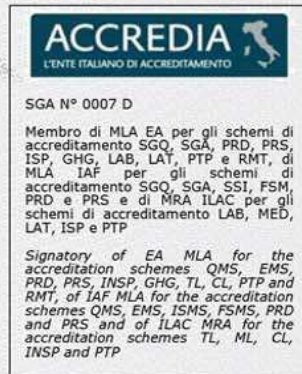 ACCREDIA
L'ENTE ITALIANO DI ACCREDITAMENTO
SGA N° 0007 D
Membro di MLA EA per gli schemi di
accreditamento SGQ, SGA, PRD, PRS,
ISP, GHG, LAB, LAT, PTP e RMT, di
MLA IAF per gli schemi di
accreditamento SGQ, SGA, SSI, FSM,
PRD e PRS e di MRA ILAC per gli
schemi di accreditamento LAB, MED,
LAT, ISP e PTP
Signatory of EA MLA for the
accreditation schemes QMS, EMS,
PRD, PRS, INSP, GHG, TL, CL, PTP and
RMT, of IAF MLA for the accreditation
schemes QMS, EMS, ISMS, FSMS, PRD
and PRS and of ILAC MRA for the
accreditation schemes TL, ML, CL,
INSP and PTP